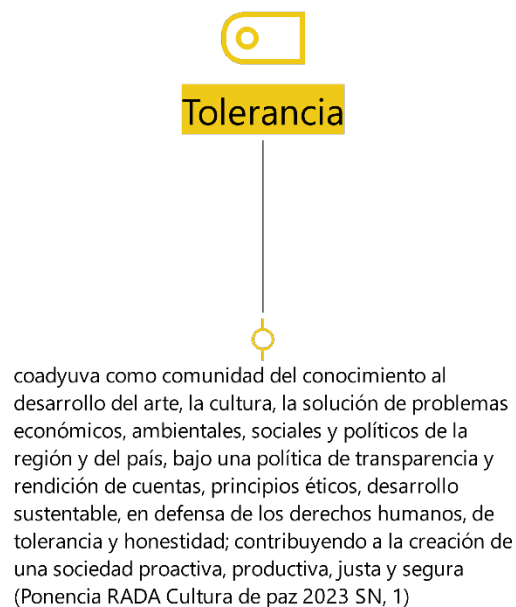 Tolerancia
coadyuva como comunidad del conocimiento al
desarrollo del arte, la cultura, la solución de problemas
económicos, ambientales, sociales y políticos de la
región y del país, bajo una política de transparencia y
rendición de cuentas, principios éticos, desarrollo
sustentable, en defensa de los derechos humanos, de
tolerancia y honestidad; contribuyendo a la creación de
una sociedad proactiva, productiva, justa y segura
(Ponencia RADA Cultura de paz 2023 SN, 1)